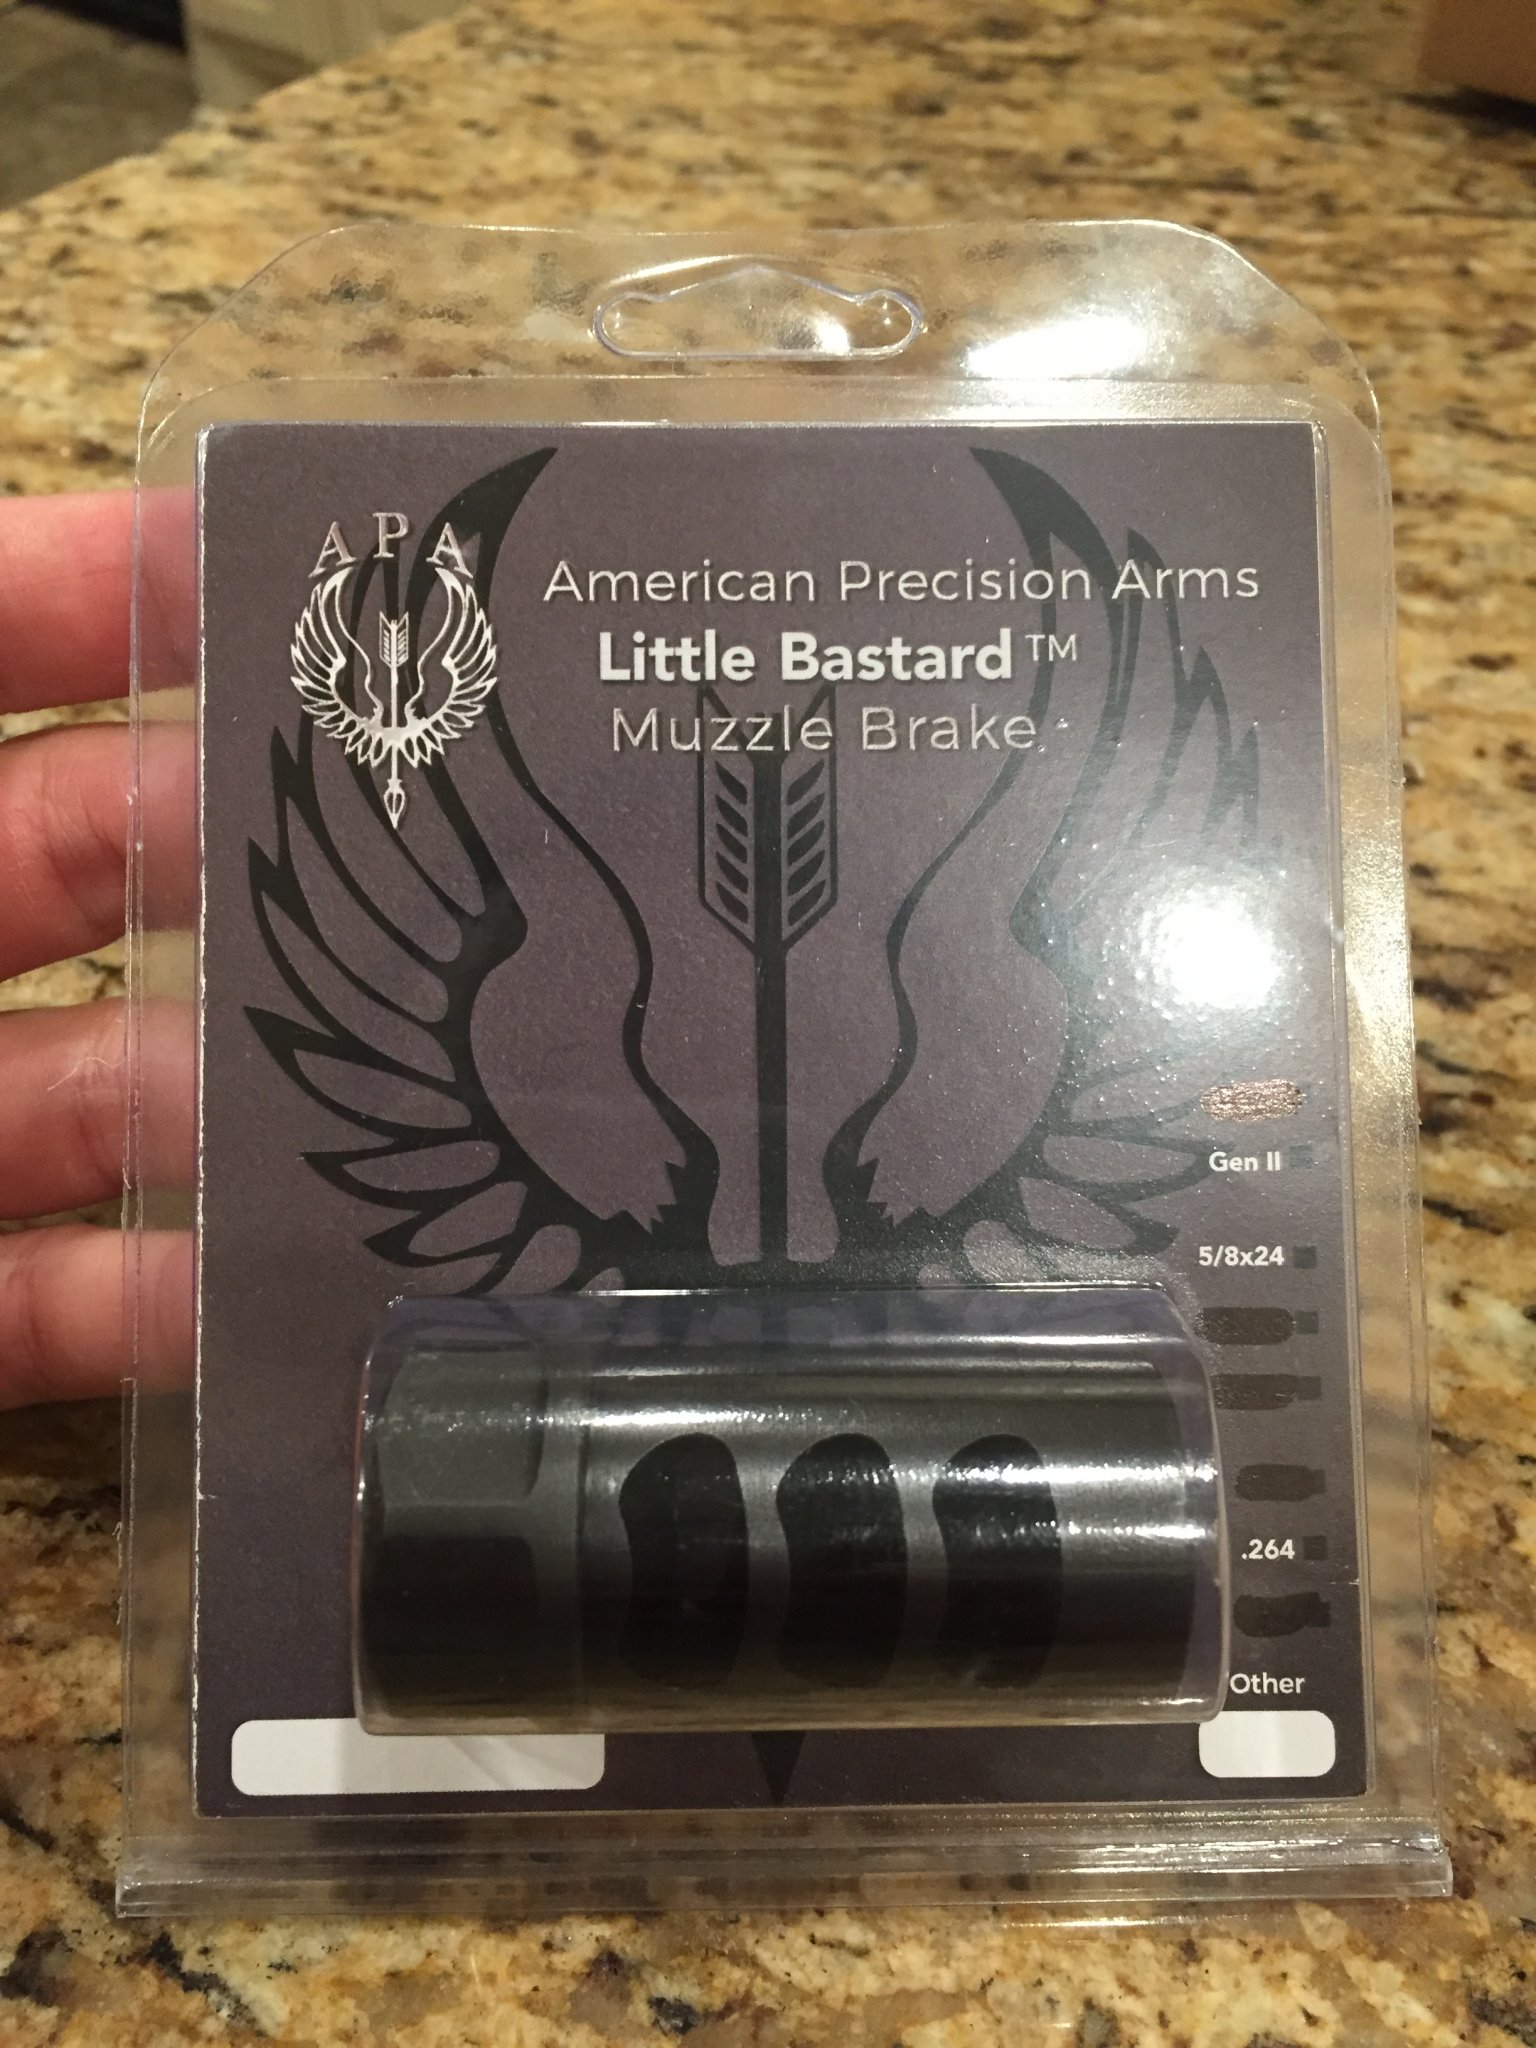 APA
American Precision Arms
Little Bastard™
Muzzle Brake
Gen II
5/8x24
.264
Other